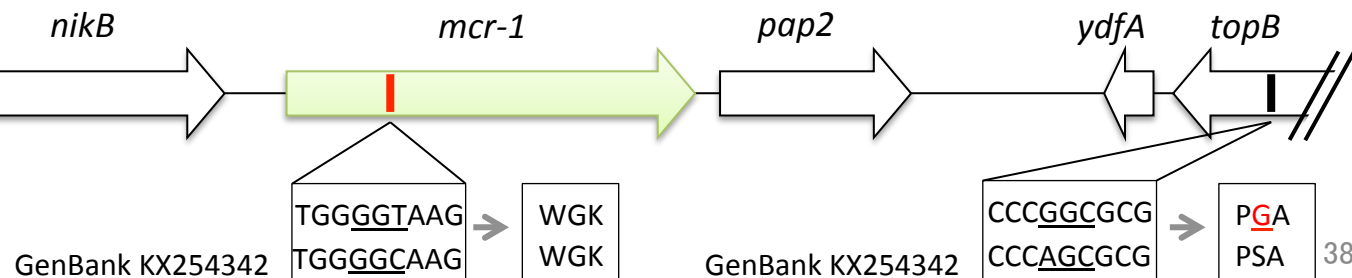 nikB mcr-1 pap2 ydfA topB
TGGGGTAAG WGK CCCGGCGCG PGA
GenBank KX254342 TGGGGCAAG WGK GenBank KX254342 CCCAGCGCG PSA 38